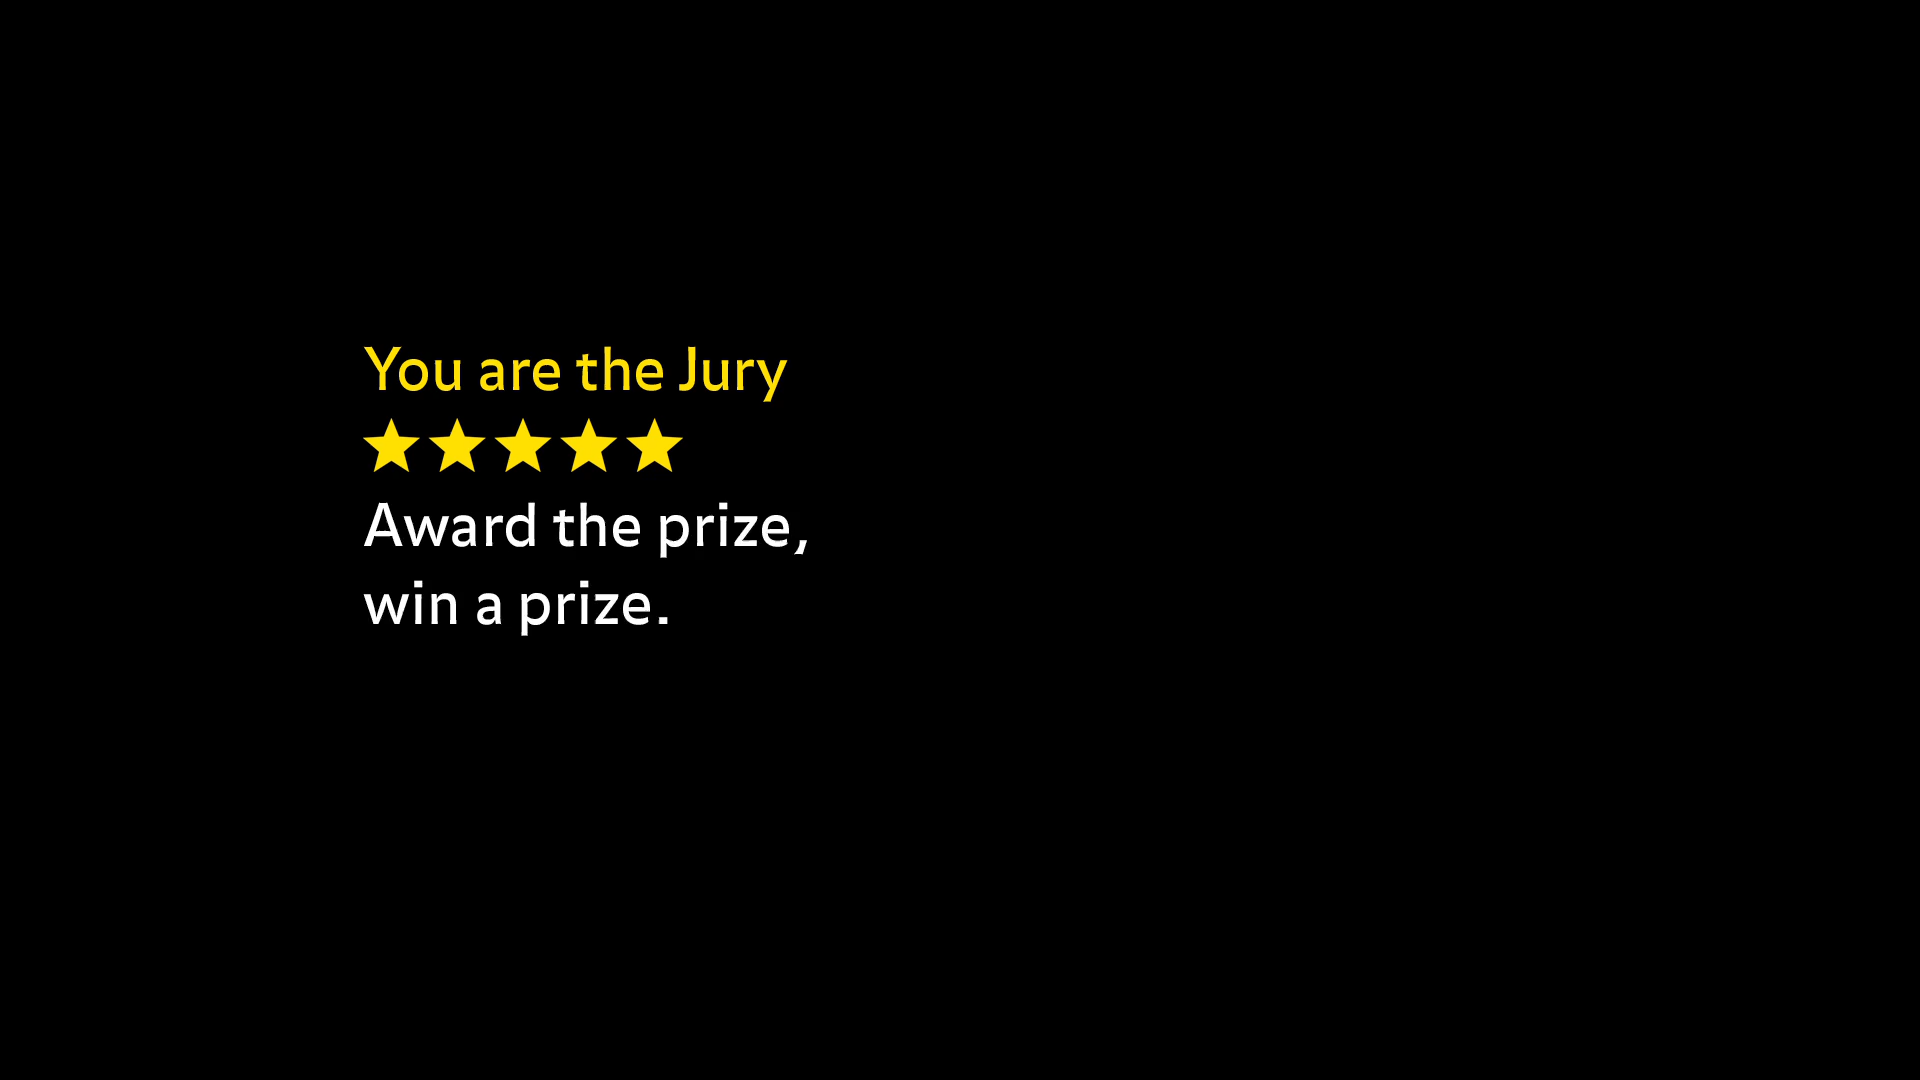 You are the Jury
★★★★★
Award the prize,
win a prize.